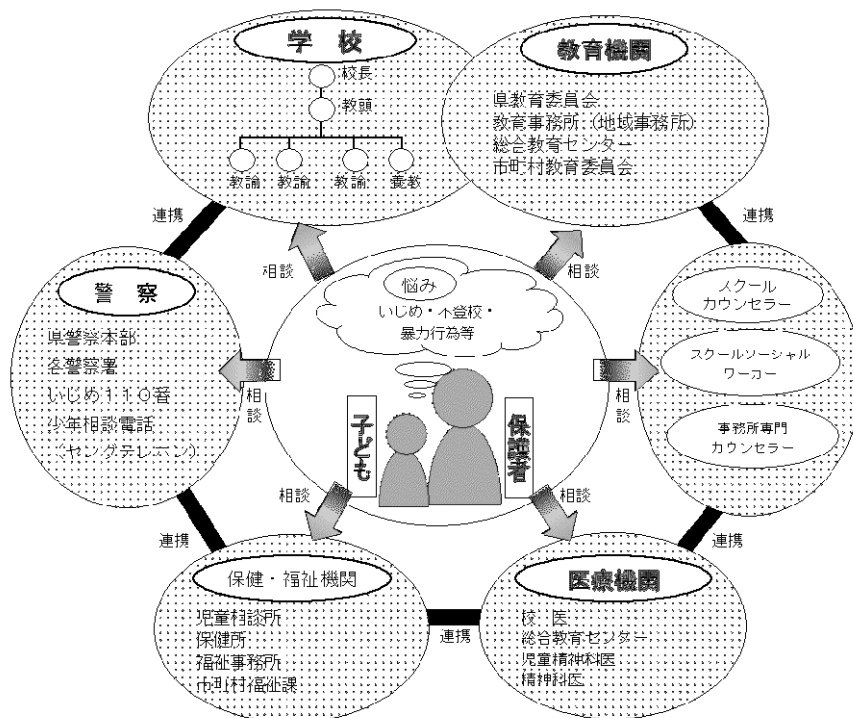 学 校
校長
教頭
教諭 教諭 教諭 養教
教育機関
県教育委員会
教育事務所（地域事務所）
総合教育センター
市町村教育委員会
連携
連携
相談
相談
悩み
いじめ・不登校・
暴力行為等
警 察
県警察本部
各警察署
いじめ１１０番
少年相談電話
（ヤングテレホン）
相談
子ども
保護者
相談
スクール
カウンセラー
スクールソーシャル
ワーカー
事務所専門
カウンセラー
相談
相談
連携
連携
保健・福祉機関
児童相談所
保健所
福祉事務所
市町村福祉課
連携
医療機関
校 医
総合教育センター
児童精神科医
精神科医